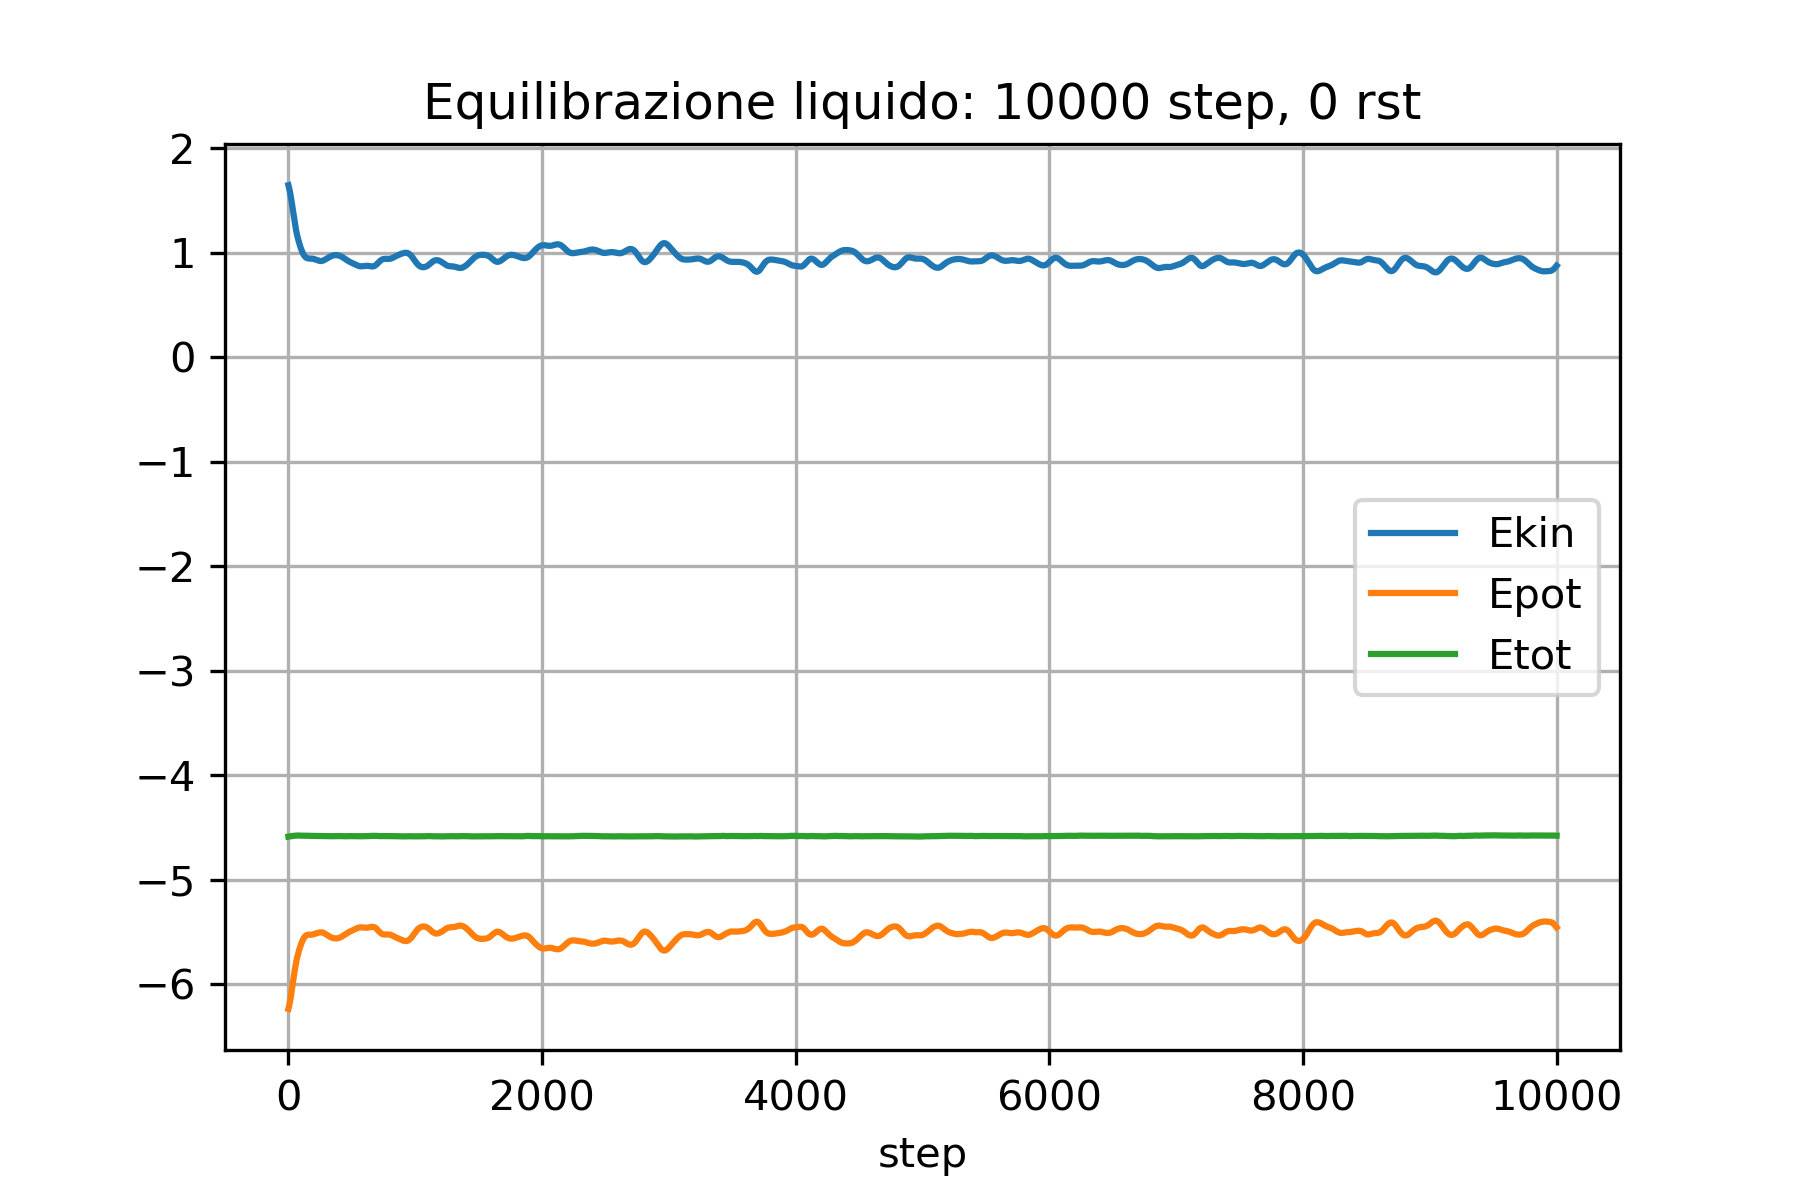 Equilibrazione liquido: 10000 step, 0 rst
2
1
0
−1
−2
−3
−4
−5
−6
Ekin
Epot
Etot
0 2000 4000 6000 8000 10000
step